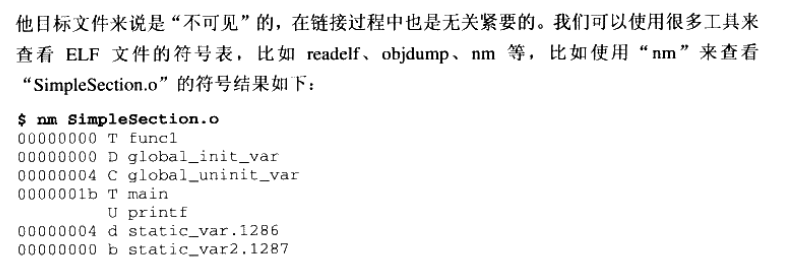 他目标文件来说是“不可见”的，在链接过程中也是无关紧要的。我们可以使用很多工具来
查看 ELF 文件的符号表，比如 readelf、objdump、nm 等，比如使用“nm”来查看
“SimpleSection.o”的符号结果如下：
$ nm SimpleSection.o
00000000 T func1
00000000 D global_init_var
00000004 C global_uninit_var
0000001b T main
         U printf
00000004 d static_var.1286
00000000 b static_var2.1287